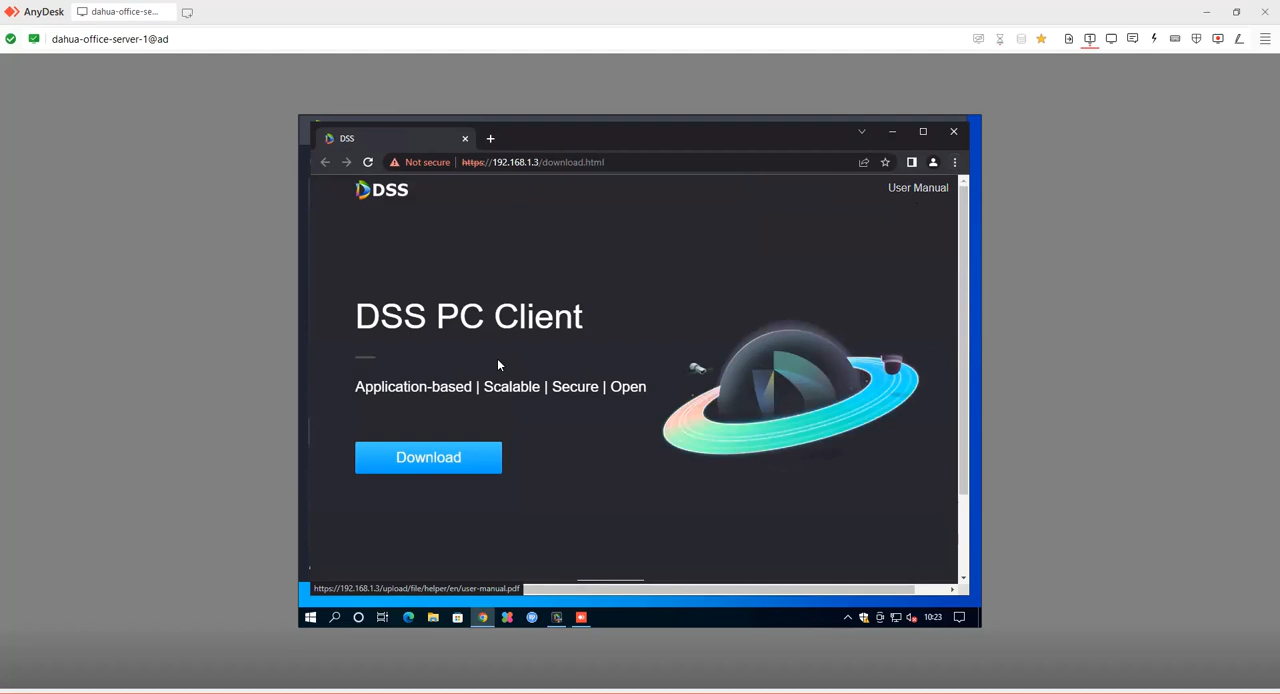 AnyDesk
dahua-office-se...
dahua-office-server-1@ad
DSS
Not secure
https://192.168.1.3/download.html
DSS
User Manual
DSS PC Client
Application-based | Scalable | Secure | Open
Download
https://192.168.1.3/upload/file/helper/en/user-manual.pdf
10:23